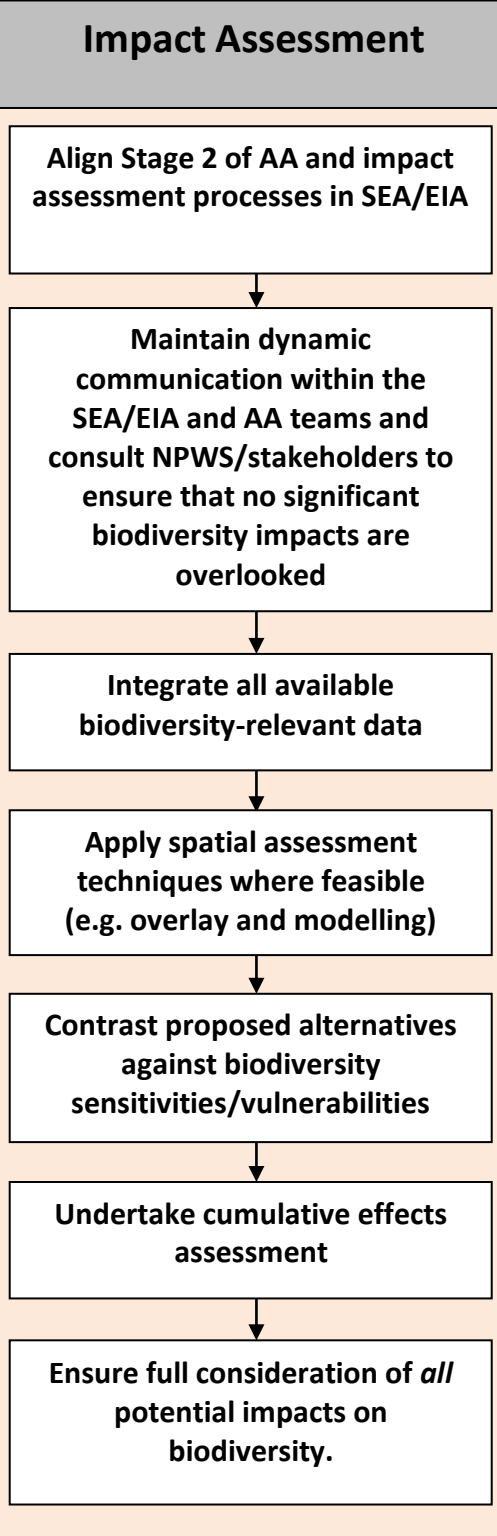 Impact Assessment
Align Stage 2 of AA and impact
assessment processes in SEA/EIA
Maintain dynamic
communication within the
SEA/EIA and AA teams and
consult NPWS/stakeholders to
ensure that no significant
biodiversity impacts are
overlooked
Integrate all available
biodiversity-relevant data
Apply spatial assessment
techniques where feasible
(e.g. overlay and modelling)
Contrast proposed alternatives
against biodiversity
sensitivities/vulnerabilities
Undertake cumulative effects
assessment
Ensure full consideration of all
potential impacts on
biodiversity.